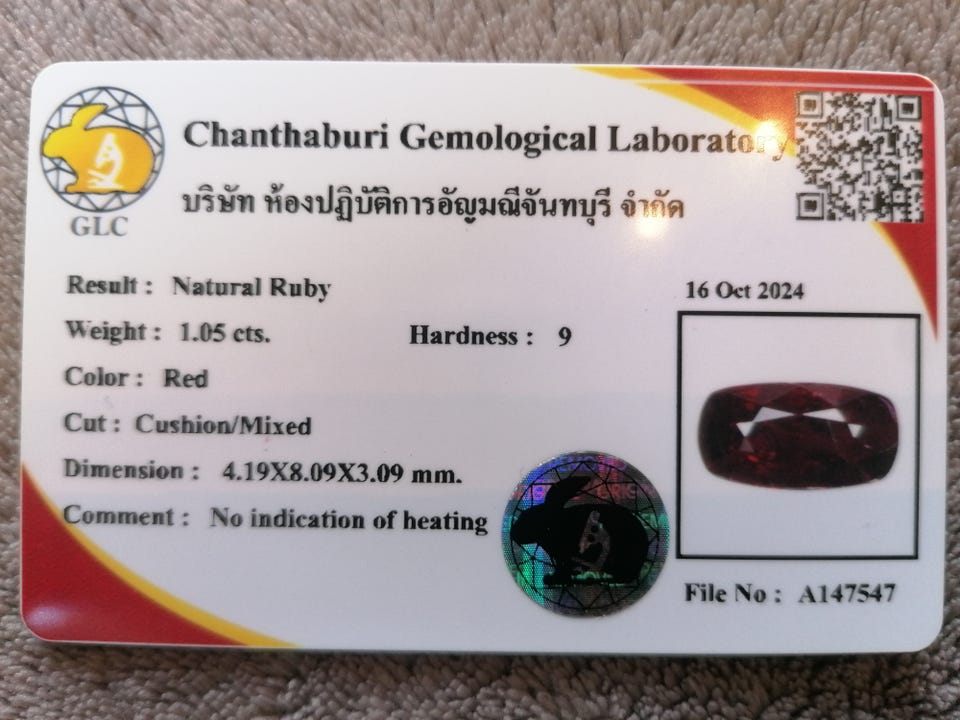 Chanthaburi Gemological Laboratory
บริษัท ห้องปฏิบัติการอัญมณีจันทบุรี จำกัด
GLC
Result : Natural Ruby
16 Oct 2024
Weight : 1.05 cts. Hardness : 9
Color : Red
Cut : Cushion/Mixed
Dimension : 4.19X8.09X3.09 mm.
Comment : No indication of heating
File No : A147547